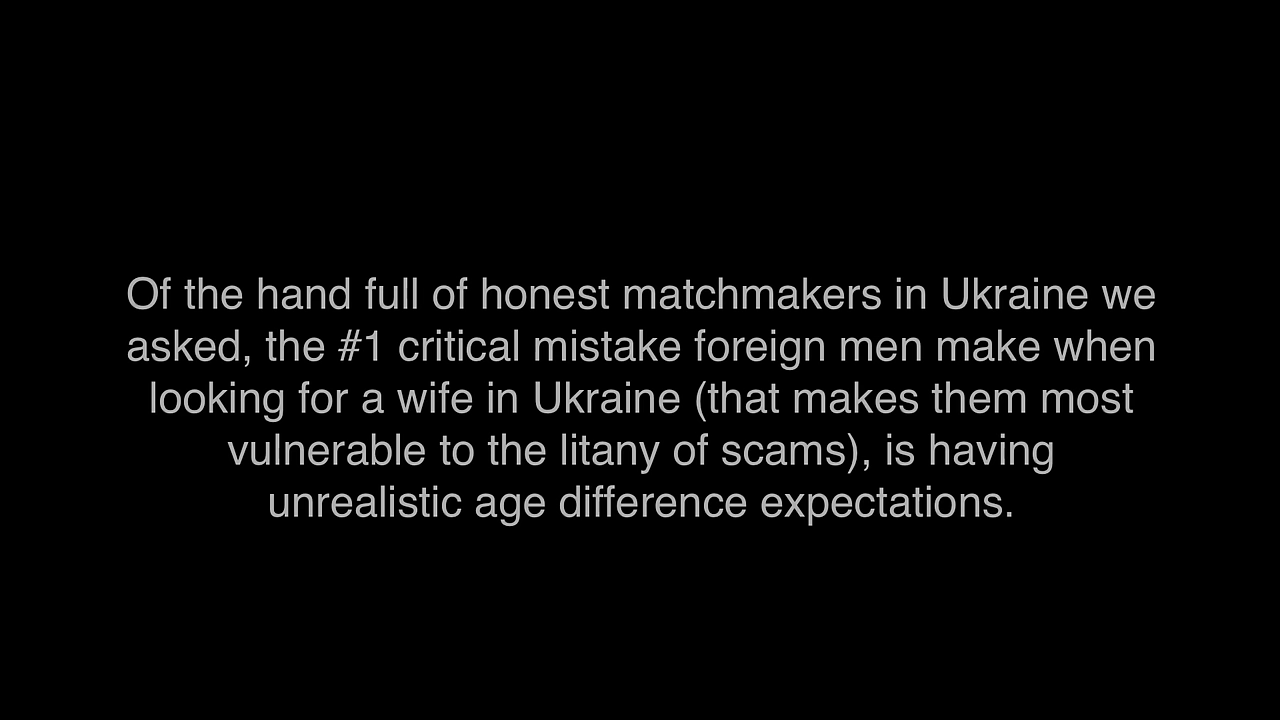 Of the hand full of honest matchmakers in Ukraine we
asked, the #1 critical mistake foreign men make when
looking for a wife in Ukraine (that makes them most
vulnerable to the litany of scams), is having
unrealistic age difference expectations.